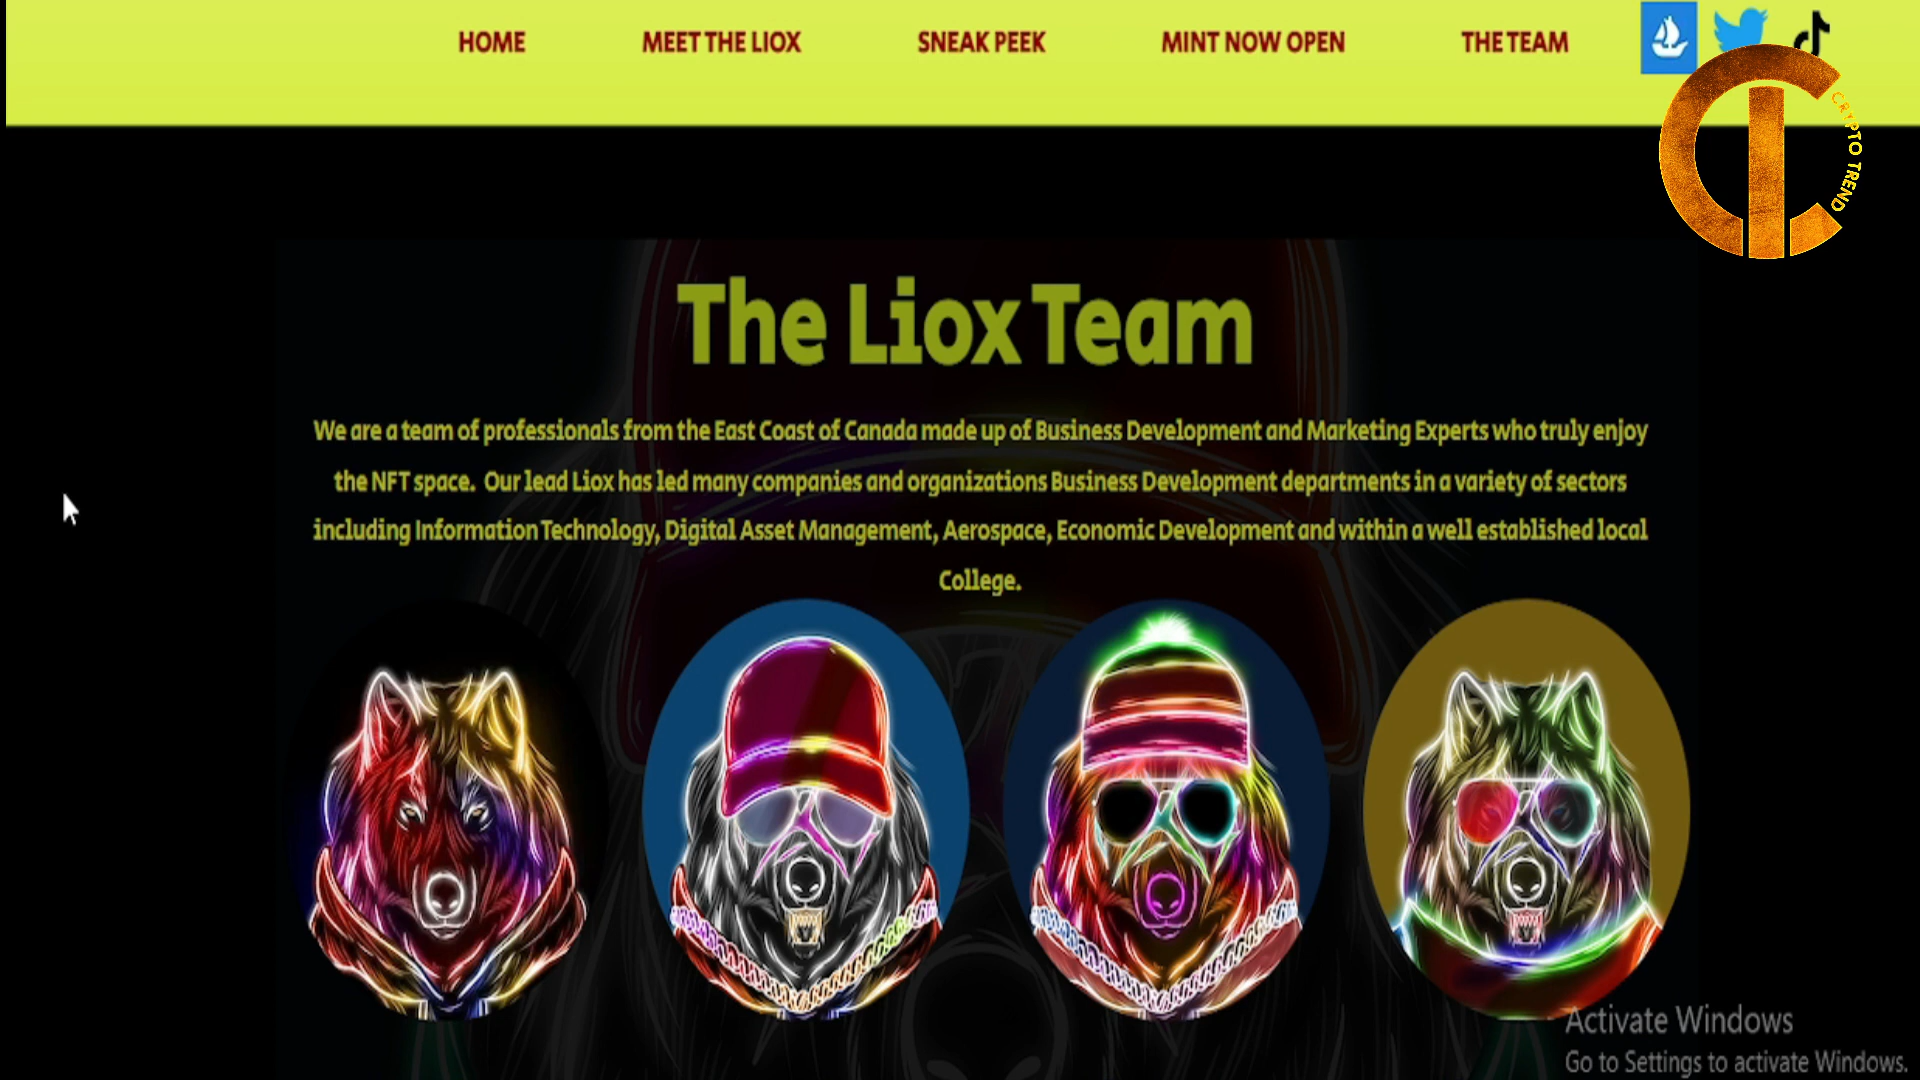 HOME MEET THE LIOX SNEAK PEEK MINT NOW OPEN THE TEAM
CRYPTO TREND
The Liox Team
We are a team of professionals from the East Coast of Canada made up of Business Development and Marketing Experts who truly enjoy
the NFT space. Our lead Liox has led many companies and organizations Business Development departments in a variety of sectors
including Information Technology, Digital Asset Management, Aerospace, Economic Development and within a well established local
College.
Activate Windows
Go to Settings to activate Windows.